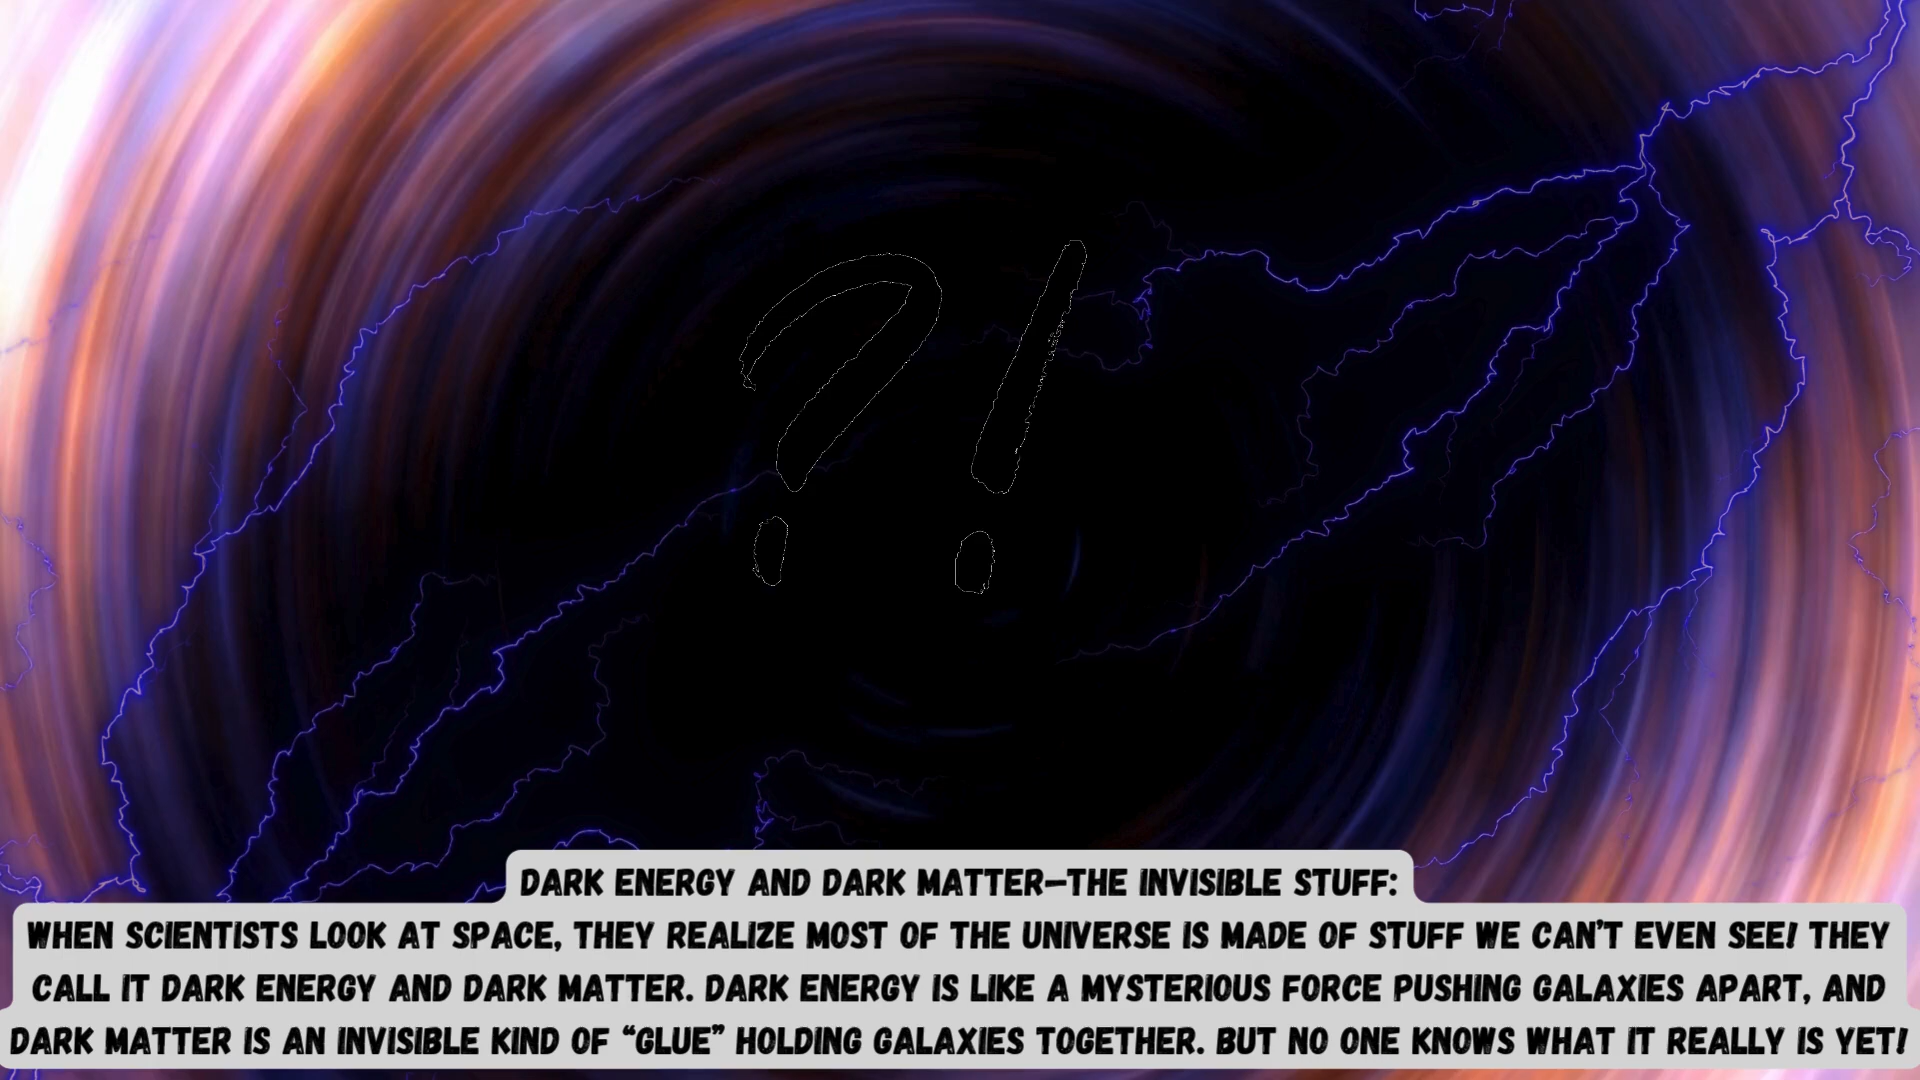 ?!
DARK ENERGY AND DARK MATTER—THE INVISIBLE STUFF:
WHEN SCIENTISTS LOOK AT SPACE, THEY REALIZE MOST OF THE UNIVERSE IS MADE OF STUFF WE CAN’T EVEN SEE! THEY
CALL IT DARK ENERGY AND DARK MATTER. DARK ENERGY IS LIKE A MYSTERIOUS FORCE PUSHING GALAXIES APART, AND
DARK MATTER IS AN INVISIBLE KIND OF “GLUE” HOLDING GALAXIES TOGETHER. BUT NO ONE KNOWS WHAT IT REALLY IS YET!